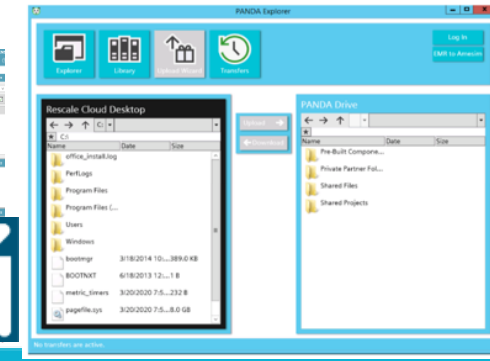 PANDA Explorer
Log In
EMR to Amecim
Explorer
Library
Upload Wizard
Transfers
Rescale Cloud Desktop
C:
C:\
Name Date Size
office_install.log
PerfLogs
Program Files
Program Files (...
Users
Windows
bootmgr 3/18/2014 10:...389.0 KB
BOOTNXT 6/18/2013 12:...1 B
metric_timers 3/20/2020 7:5...232 B
pagefile.sys 3/20/2020 7:5...8.0 GB
Upload
Download
PANDA Drive
Name Date Size
Pre-Built Compone...
Private Partner Fol...
Shared Files
Shared Projects
No transfers are active.